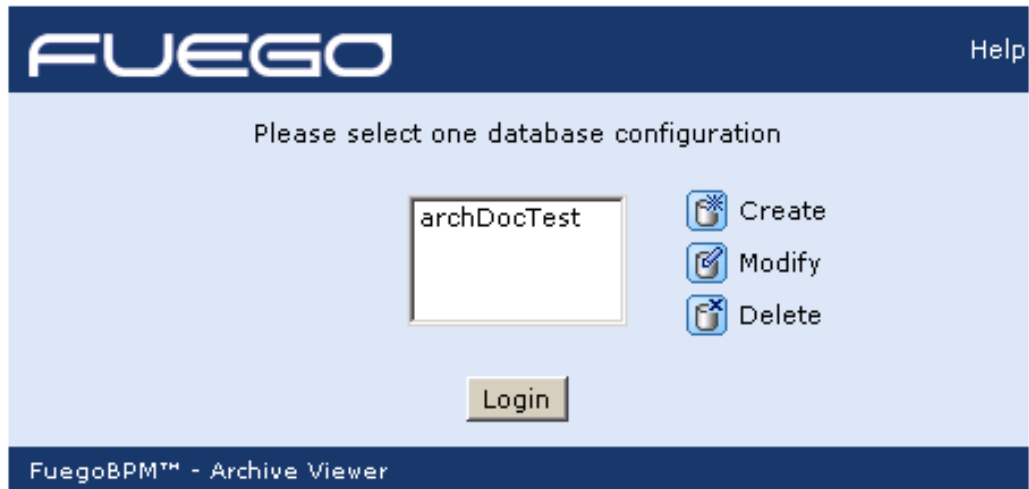 FUEGO
Help
Please select one database configuration
archDocTest
Create
Modify
Delete
Login
FuegoBPM™ - Archive Viewer